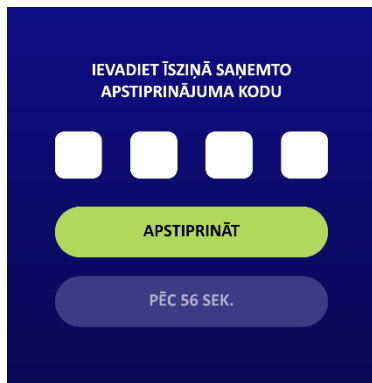 IEVADIET ĪSZIŅĀ SAŅEMTO
APSTIPRINĀJUMA KODU
APSTIPRINĀT
PĒC 56 SEK.